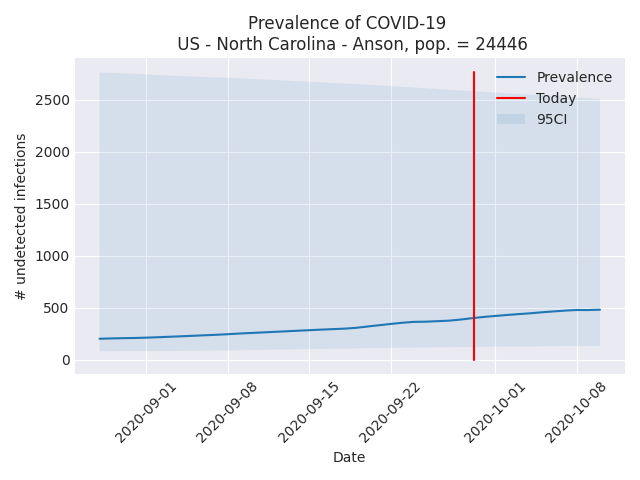 Prevalence of COVID-19
US - North Carolina - Anson, pop. = 24446
Prevalence
Today
95CI
# undetected infections
2500
2000
1500
1000
500
0
2020-09-01
2020-09-08
2020-09-15
2020-09-22
2020-10-01
2020-10-08
Date